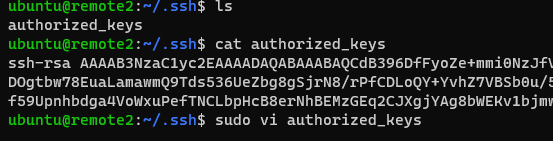 ubuntu@remote2:~/.ssh$ ls
authorized_keys
ubuntu@remote2:~/.ssh$ cat authorized_keys
ssh-rsa AAAAB3NzaC1yc2EAAAADAQABAAABAQCdB396DfFyoZe+mmi0NzJfV
DOgtbw78EuaLamawmQ9Tds536UeZbg8gSjrN8/rPfCDLoQY+YvhZ7VBSb0u/5
f59Upnhbdga4VoWxuPefTNCLbpHcB8erNhBEMzGEq2CJXgjYAg8bWEKv1bjmw
ubuntu@remote2:~/.ssh$ sudo vi authorized_keys